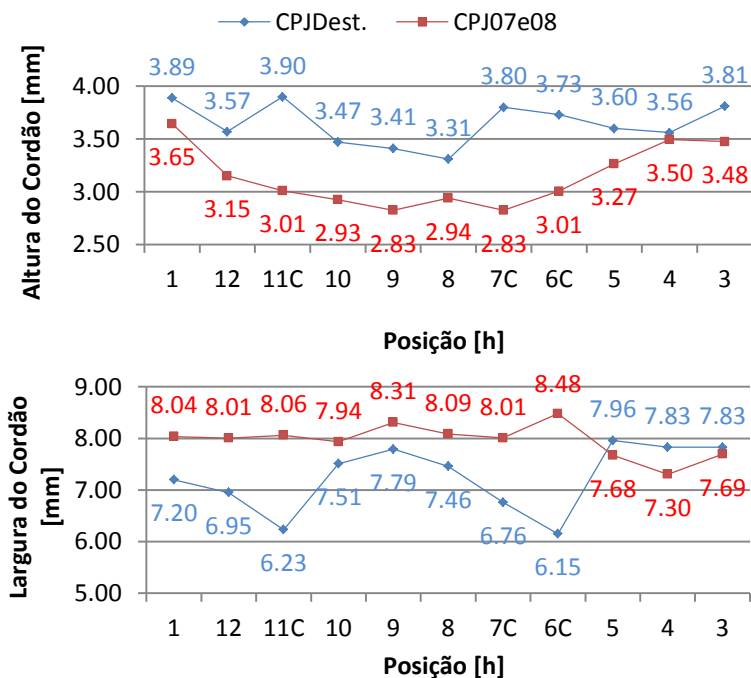 CPJDest. CPJ07e08
Altura do Cordão [mm]
4.00
3.50
3.00
2.50
3.89 3.57 3.90 3.47 3.41 3.31 3.80 3.73 3.60 3.56 3.81
3.65 3.15 3.01 2.93 2.83 2.94 2.83 3.01 3.27 3.50 3.48
1 12 11C 10 9 8 7C 6C 5 4 3
Posição [h]
Largura do Cordão
[mm]
9.00
8.00
7.00
6.00
5.00
8.04 8.01 8.06 7.94 8.31 8.09 8.01 8.48 7.68 7.30 7.69
7.20 6.95 6.23 7.51 7.79 7.46 6.76 6.15 7.96 7.83 7.83
1 12 11C 10 9 8 7C 6C 5 4 3
Posição [h]